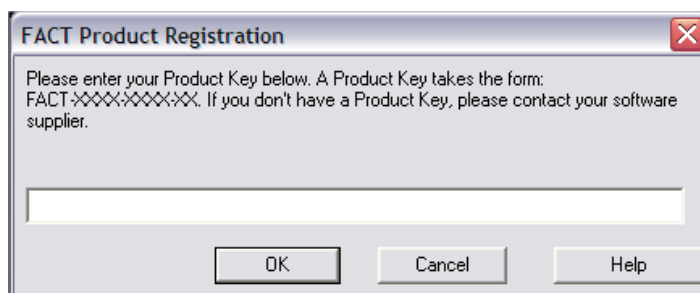 FACT Product Registration
Please enter your Product Key below. A Product Key takes the form:
FACT-XXXX-XXXX-XX. If you don't have a Product Key, please contact your software
supplier.
OK Cancel Help